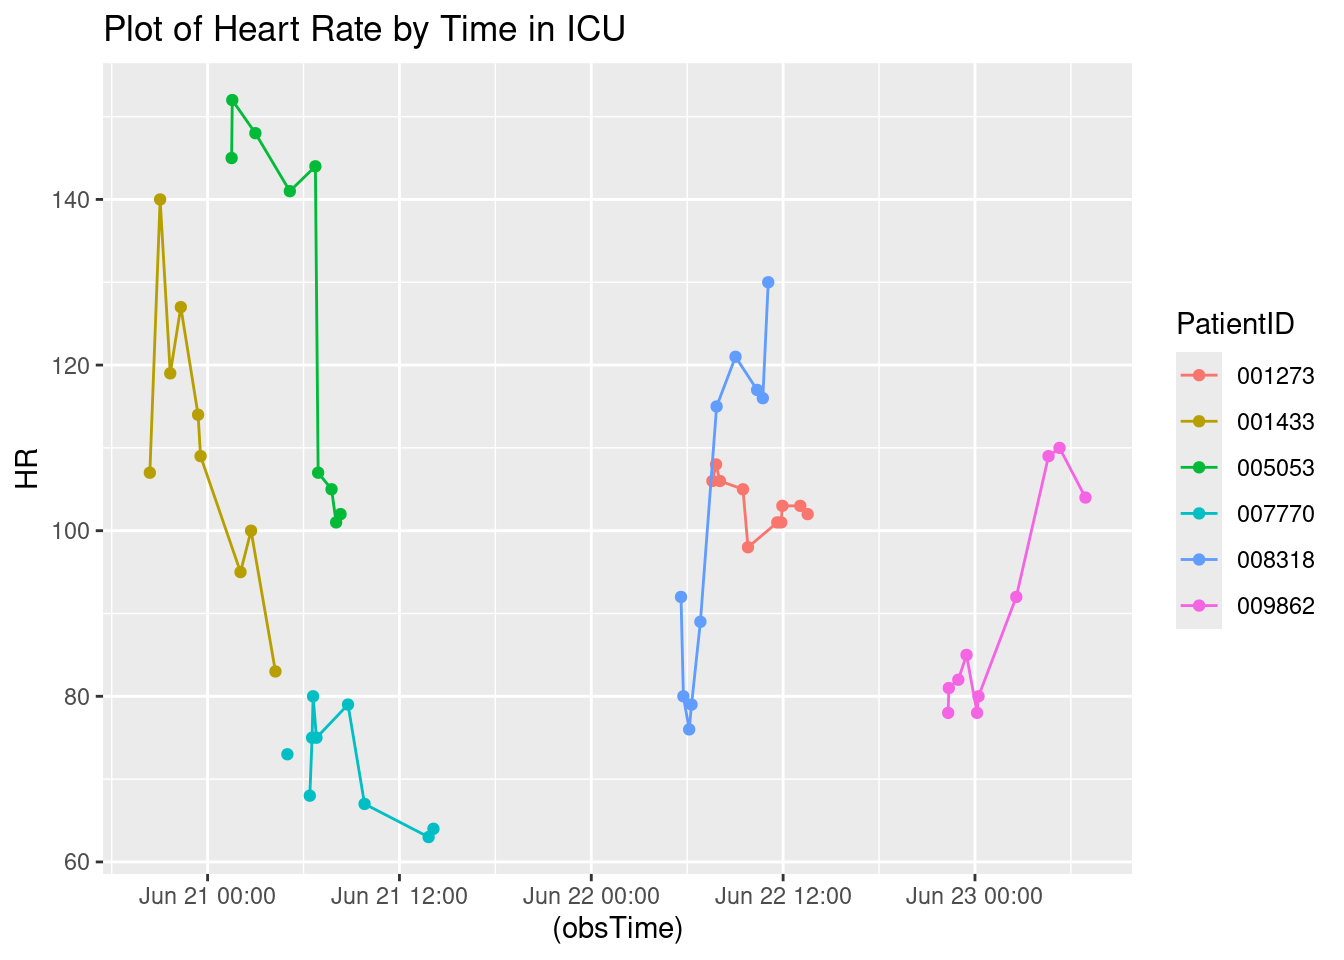 Plot of Heart Rate by Time in ICU
HR
140
120
100
80
60
Jun 21 00:00
Jun 21 12:00
Jun 22 00:00
Jun 22 12:00
Jun 23 00:00
(obsTime)
PatientID
001273
001433
005053
007770
008318
009862